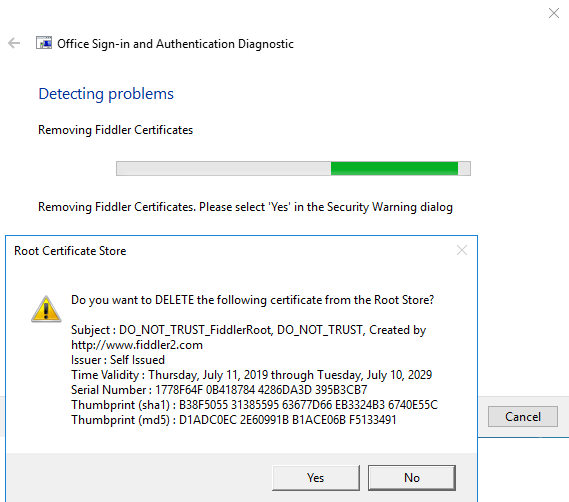 Office Sign-in and Authentication Diagnostic
Detecting problems
Removing Fiddler Certificates
Removing Fiddler Certificates. Please select 'Yes' in the Security Warning dialog
Root Certificate Store
Do you want to DELETE the following certificate from the Root Store?
Subject : DO_NOT_TRUST_FiddlerRoot, DO_NOT_TRUST, Created by
http://www.fiddler2.com
Issuer : Self Issued
Time Validity : Thursday, July 11, 2019 through Tuesday, July 10, 2029
Serial Number : 1778F64F 0B418784 4286DA3D 395B3CB7
Thumbprint (sha1) : B38F5055 31385595 63677D66 EB3324B3 6740E55C
Thumbprint (md5) : D1ADC0EC 2E60991B B1ACE06B F5133491
Cancel
Yes
No